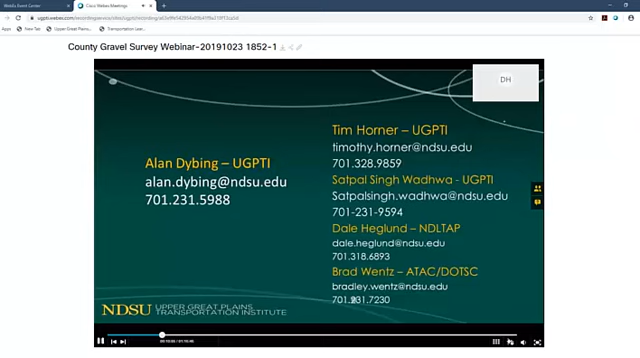 WebEx Event Center
Cisco Webex Meetings
Apps
New Tab
Upper Great Plains...
County Gravel Survey Webinar-20191023 1852-1
DH
Alan Dybing – UGPTI
alan.dybing@ndsu.edu
701.231.5988
Tim Horner – UGPTI
timothy.horner@ndsu.edu
701.328.9859
Satpal Singh Wadhwa - UGPTI
Satpalsingh.wadhwa@ndsu.edu
701-231-9594
Dale Heglund – NDLTAP
dale.heglund@ndsu.edu
701.318.6893
Brad Wentz – ATAC/DOTSC
bradley.wentz@ndsu.edu
701.231.7230
NDSU UPPER GREAT PLAINS
TRANSPORTATION INSTITUTE